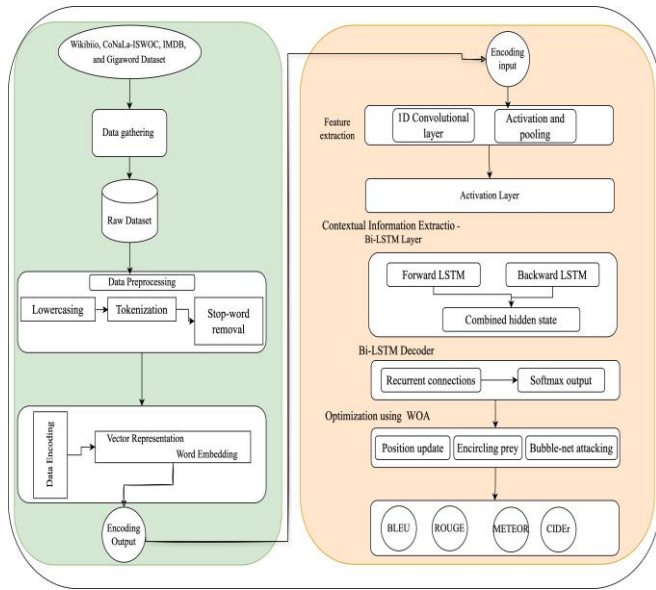 Wikibiio, CoNaLa-ISWOC, IMDB,
and Gigaword Dataset
Data gathering
Raw Dataset
Data Preprocessing
Lowercasing
Tokenization
Stop-word
removal
Data Encoding
Vector Representation
Word Embedding
Encoding
Output
Encoding
input
Feature
extraction
1D Convolutional
layer
Activation and
pooling
Activation Layer
Contextual Information Extractio -
Bi-LSTM Layer
Forward LSTM
Backward LSTM
Combined hidden state
Bi-LSTM Decoder
Recurrent connections
Softmax output
Optimization using WOA
Position update
Encircling prey
Bubble-net attacking
BLEU
ROUGE
METEOR
CIDEr